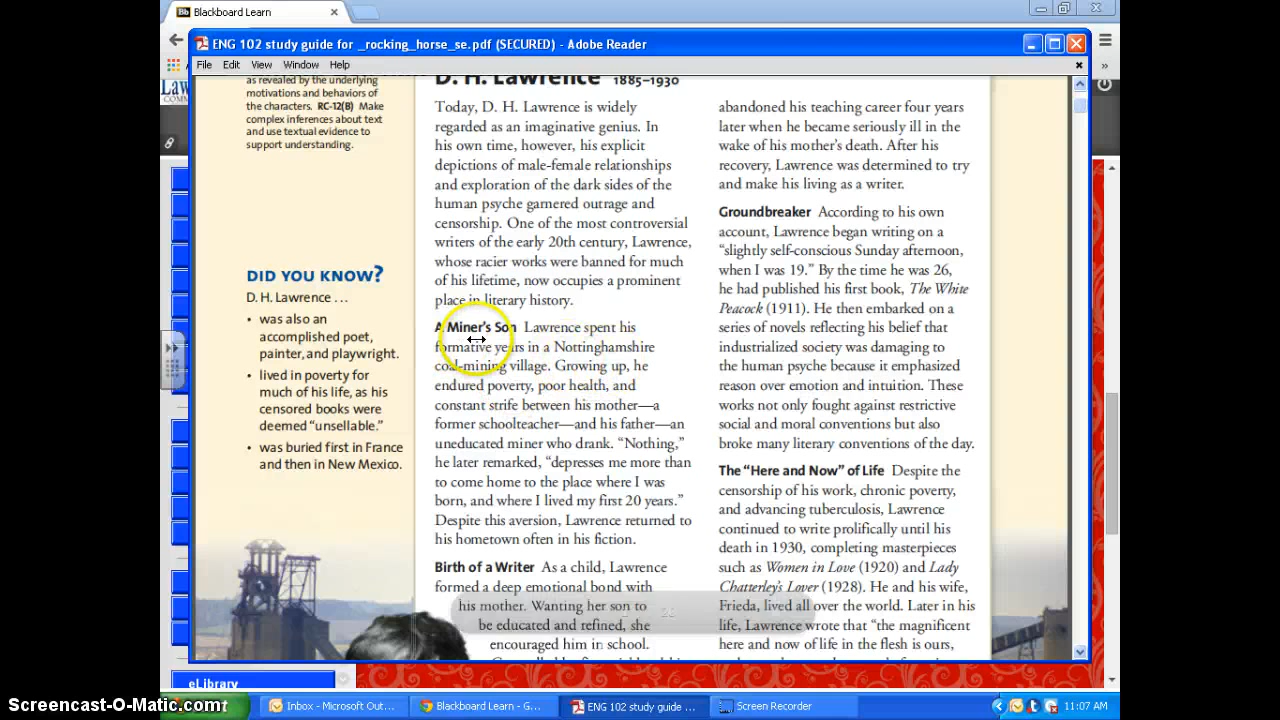 Blackboard Learn
ENG 102 study guide for _rocking_horse_se.pdf (SECURED) - Adobe Reader
File Edit View Window Help
as revealed by the underlying
motivations and behaviors of
the characters. RC-12(B) Make
complex inferences about text
and use textual evidence to
support understanding.
DID YOU KNOW?
D. H. Lawrence . . .
• was also an
accomplished poet,
painter, and playwright.
• lived in poverty for
much of his life, as his
censored books were
deemed “unsellable.”
• was buried first in France
and then in New Mexico.
D. H. Lawrence 1885–1930
Today, D. H. Lawrence is widely
regarded as an imaginative genius. In
his own time, however, his explicit
depictions of male-female relationships
and exploration of the dark sides of the
human psyche garnered outrage and
censorship. One of the most controversial
writers of the early 20th century, Lawrence,
whose racier works were banned for much
of his lifetime, now occupies a prominent
place in literary history.
A Miner’s Son Lawrence spent his
formative years in a Nottinghamshire
coal-mining village. Growing up, he
endured poverty, poor health, and
constant strife between his mother—a
former schoolteacher—and his father—an
uneducated miner who drank. “Nothing,”
he later remarked, “depresses me more than
to come home to the place where I was
born, and where I lived my first 20 years.”
Despite this aversion, Lawrence returned to
his hometown often in his fiction.
Birth of a Writer As a child, Lawrence
formed a deep emotional bond with
his mother. Wanting her son to
be educated and refined, she
encouraged him in school.
abandoned his teaching career four years
later when he became seriously ill in the
wake of his mother’s death. After his
recovery, Lawrence was determined to try
and make his living as a writer.
Groundbreaker According to his own
account, Lawrence began writing on a
“slightly self-conscious Sunday afternoon,
when I was 19.” By the time he was 26,
he had published his first book, The White
Peacock (1911). He then embarked on a
series of novels reflecting his belief that
industrialized society was damaging to
the human psyche because it emphasized
reason over emotion and intuition. These
works not only fought against restrictive
social and moral conventions but also
broke many literary conventions of the day.
The “Here and Now” of Life Despite the
censorship of his work, chronic poverty,
and advancing tuberculosis, Lawrence
continued to write prolifically until his
death in 1930, completing masterpieces
such as Women in Love (1920) and Lady
Chatterley’s Lover (1928). He and his wife,
Frieda, lived all over the world. Later in his
life, Lawrence wrote that “the magnificent
here and now of life in the flesh is ours,
eLibrary
Inbox - Microsoft Out... Blackboard Learn - G... ENG 102 study guide ... Screen Recorder 11:07 AM
Screencast-O-Matic.com